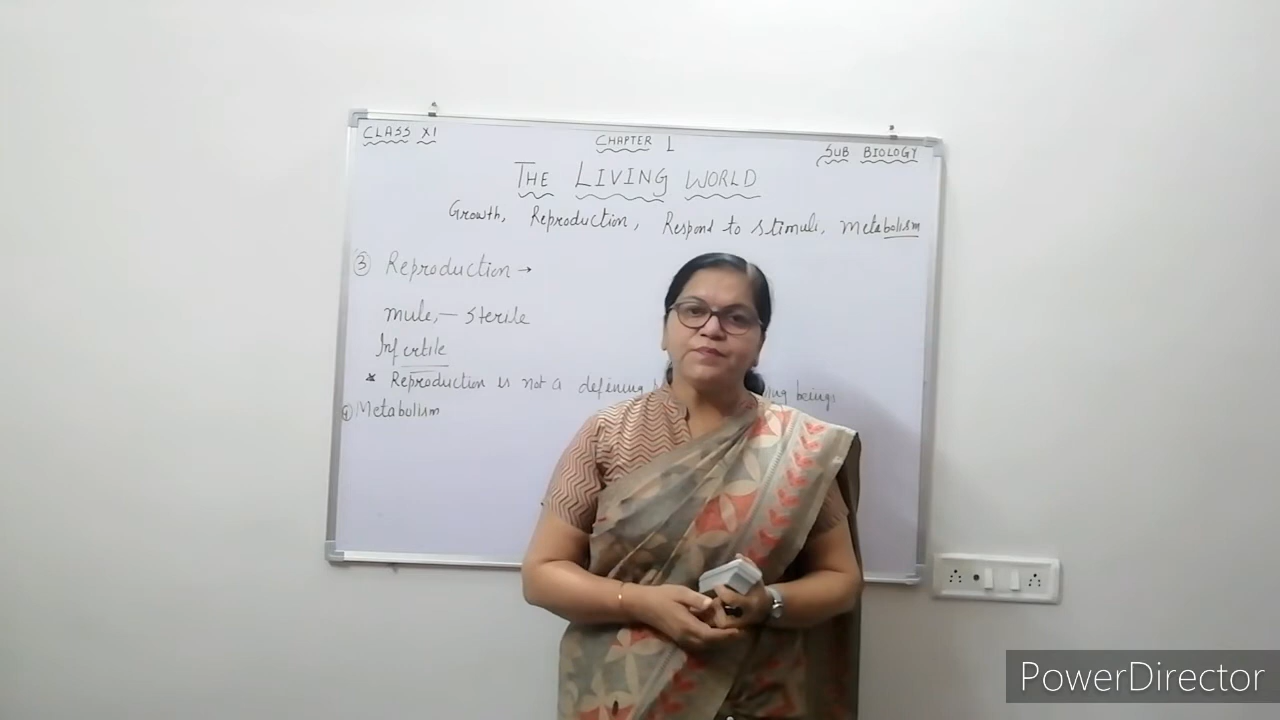 CLASS XI
CHAPTER 1
SUB BIOLOGY
THE LIVING WORLD
Growth, Reproduction, Respond to stimuli, Metabolism
③ Reproduction →
mule, — sterile
Infertile
* Reproduction is not a defining beings
④ Metabolism
PowerDirector